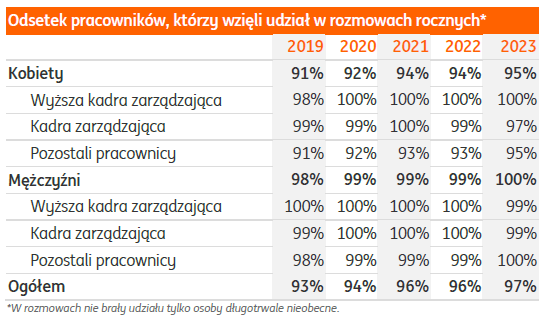 Odsetek pracowników, którzy wzięli udział w rozmowach rocznych*
2019 2020 2021 2022 2023
Kobiety 91% 92% 94% 94% 95%
Wyższa kadra zarządzająca 98% 100% 100% 100% 100%
Kadra zarządzająca 99% 99% 100% 99% 97%
Pozostali pracownicy 91% 92% 93% 93% 95%
Mężczyźni 98% 99% 99% 99% 100%
Wyższa kadra zarządzająca 100% 100% 100% 100% 99%
Kadra zarządzająca 99% 100% 100% 100% 99%
Pozostali pracownicy 98% 99% 99% 99% 100%
Ogółem 93% 94% 96% 96% 97%
*W rozmowach nie brały udziału tylko osoby długotrwale nieobecne.